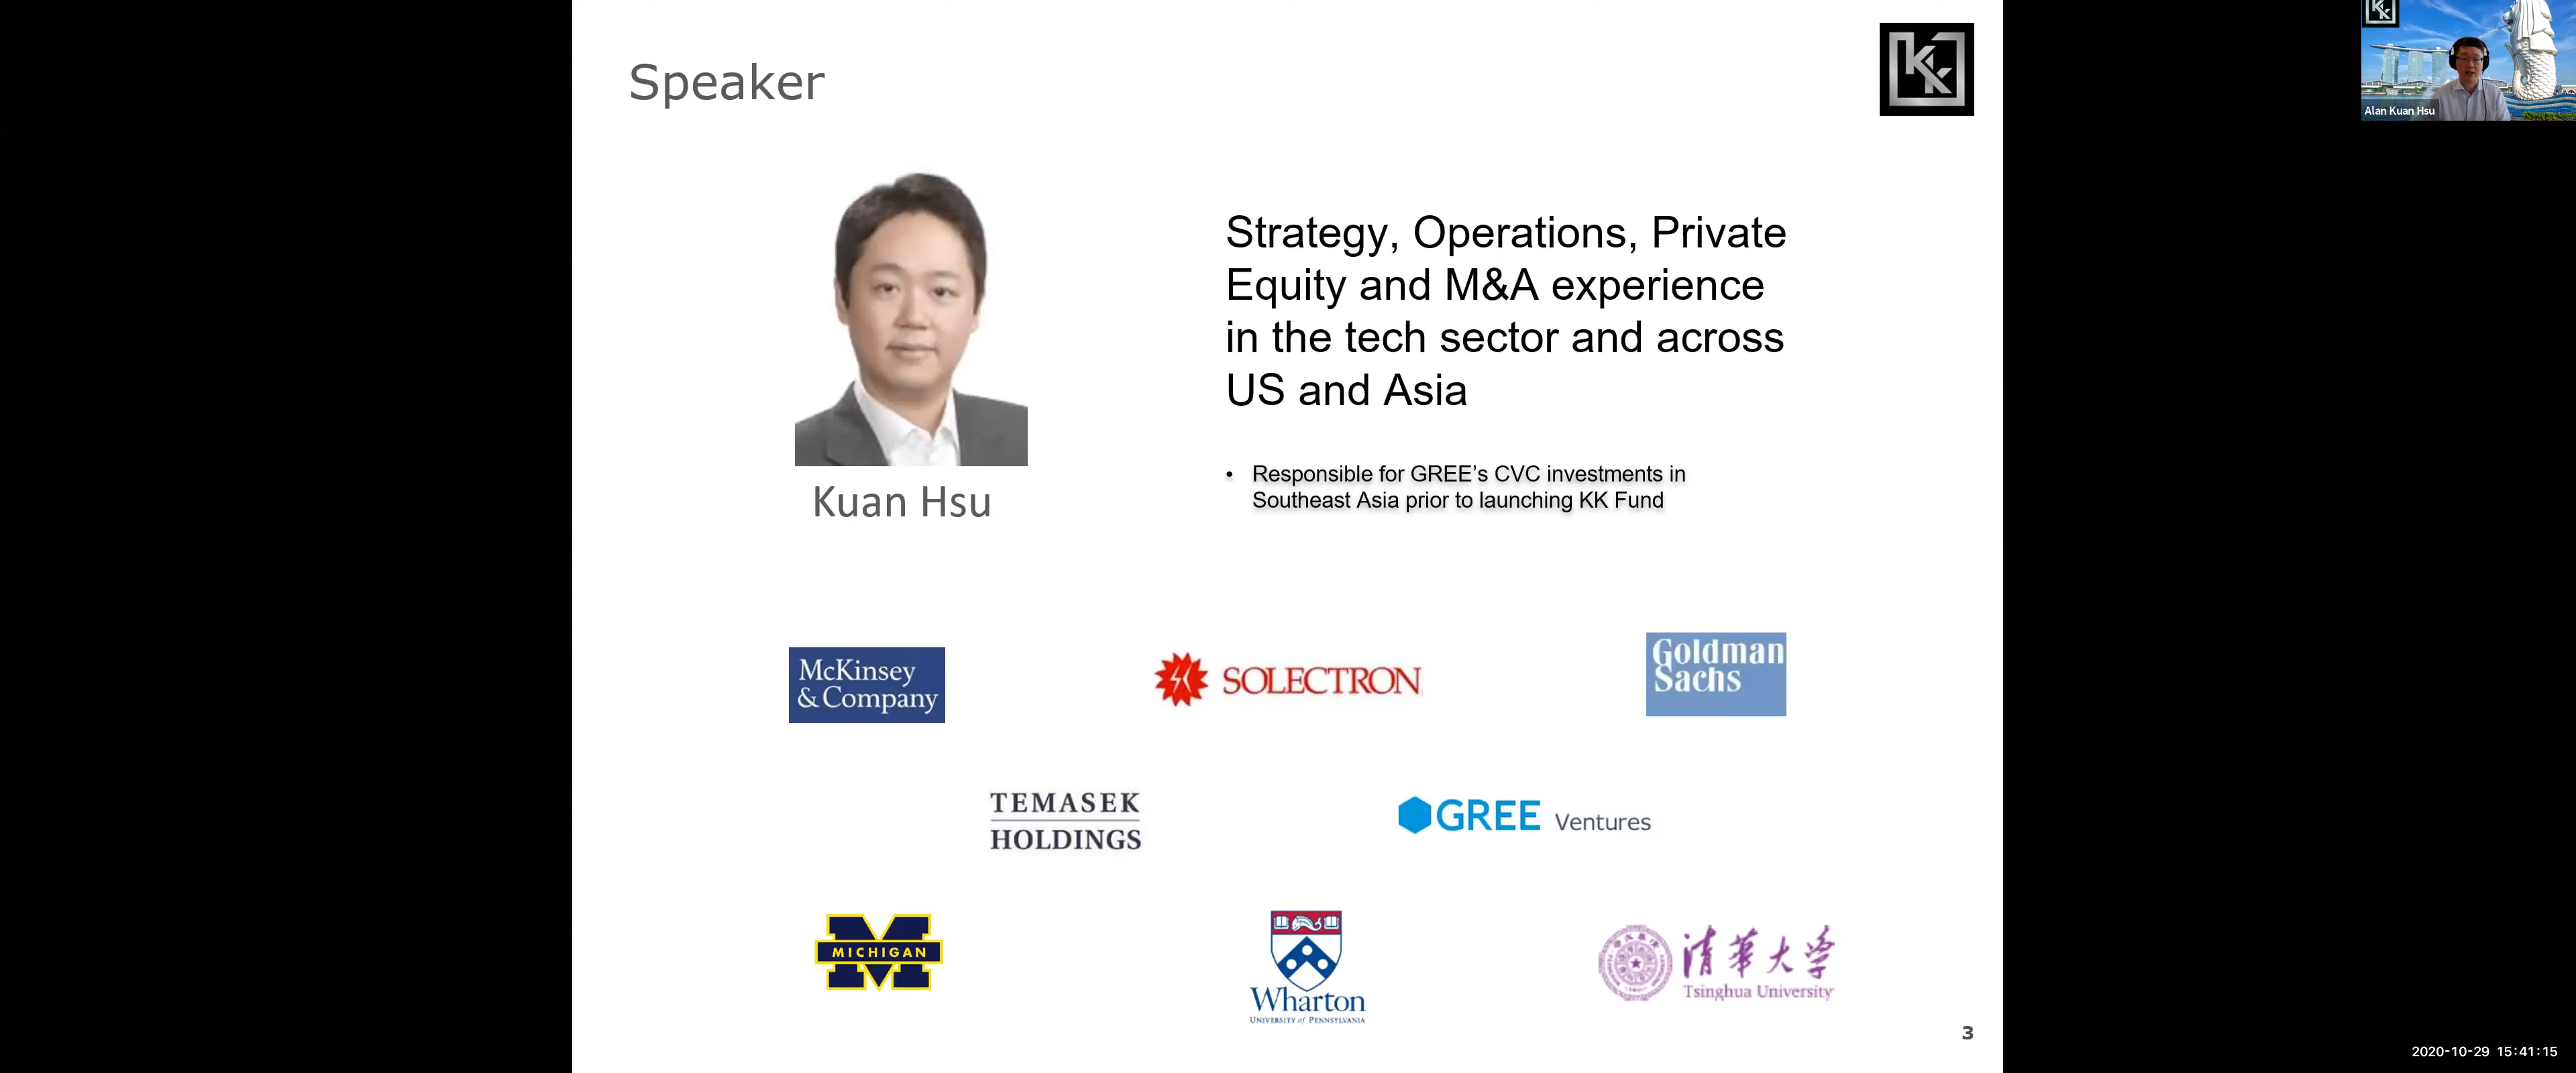 Speaker
KK
KK
Alan Kuan Hsu
Strategy, Operations, Private
Equity and M&A experience
in the tech sector and across
US and Asia
• Responsible for GREE’s CVC investments in
Southeast Asia prior to launching KK Fund
Kuan Hsu
McKinsey
& Company
SOLECTRON
Goldman
Sachs
TEMASEK
HOLDINGS
GREE Ventures
MICHIGAN
Wharton
UNIVERSITY of PENNSYLVANIA
清華大学
Tsinghua University
3
2020-10-29 15:41:15